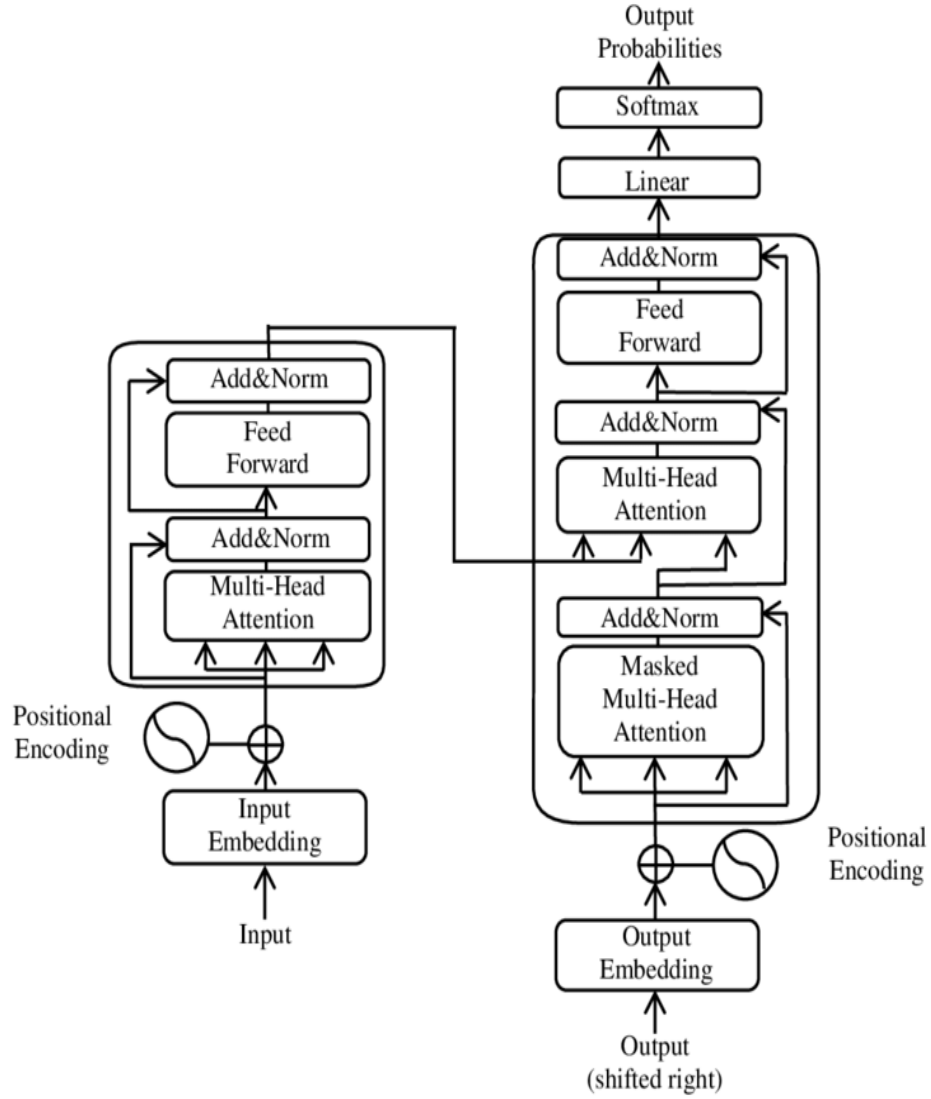 Output
Probabilities
Softmax
Linear
Add&Norm
Feed
Forward
Add&Norm
Multi-Head
Attention
Add&Norm
Masked
Multi-Head
Attention
Positional
Encoding
Output
Embedding
Output
(shifted right)
Add&Norm
Feed
Forward
Add&Norm
Multi-Head
Attention
Positional
Encoding
Input
Embedding
Input